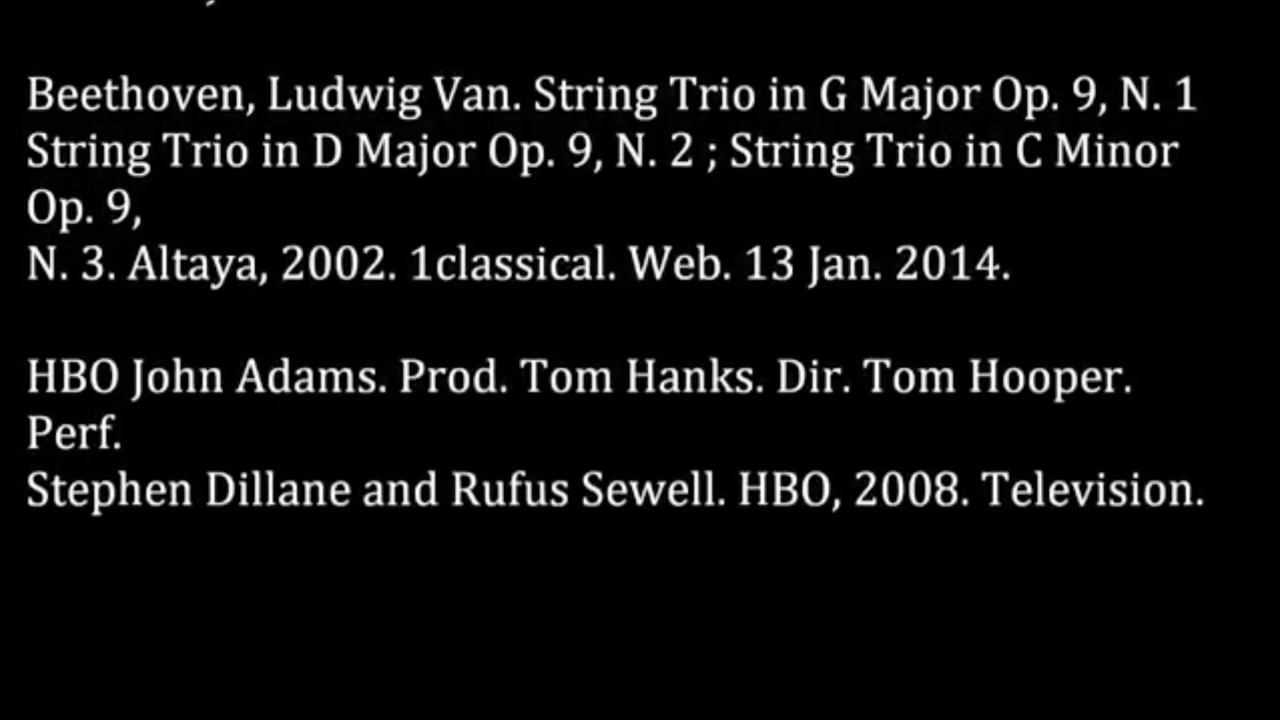 Beethoven, Ludwig Van. String Trio in G Major Op. 9, N. 1
String Trio in D Major Op. 9, N. 2 ; String Trio in C Minor
Op. 9,
N. 3. Altaya, 2002. 1classical. Web. 13 Jan. 2014.
HBO John Adams. Prod. Tom Hanks. Dir. Tom Hooper.
Perf.
Stephen Dillane and Rufus Sewell. HBO, 2008. Television.